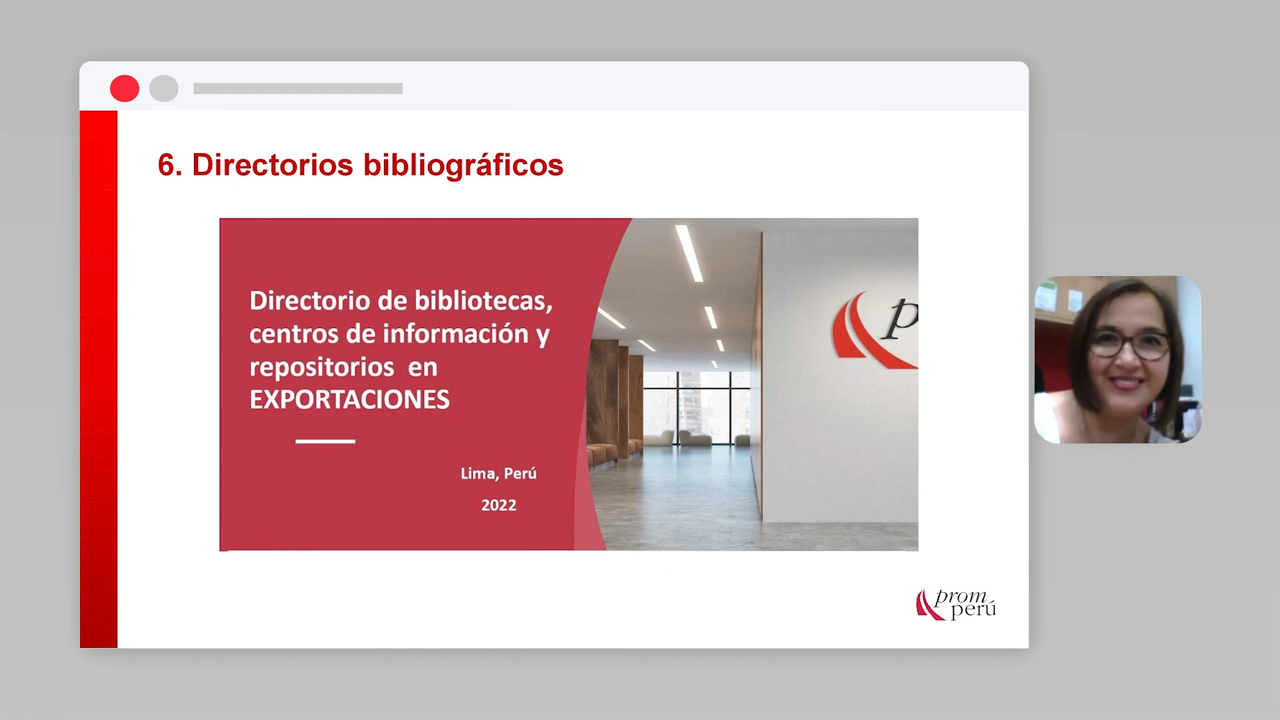 6. Directorios bibliográficos
Directorio de bibliotecas,
centros de información y
repositorios en
EXPORTACIONES
Lima, Perú
2022
p
prom
perú